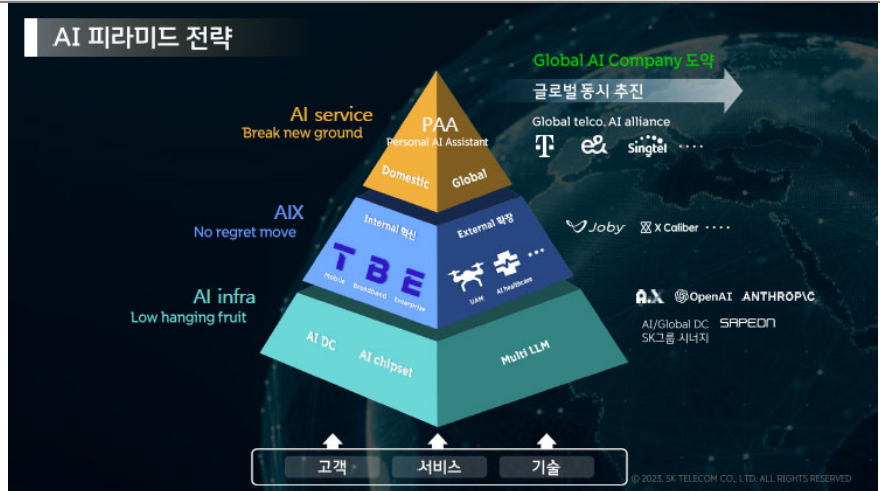 AI 피라미드 전략
Global AI Company 도약
글로벌 동시 추진
AI service
Break new ground
PAA
Personal AI Assistant
Domestic
Global
Global telco. AI alliance
T e& Singtel ····
AIX
No regret move
Internal 혁신
T B E
Mobile Broadband Enterprise
External 확장
···
UAM
AI healthcare
Joby X Caliber ····
AI infra
Low hanging fruit
AI DC
AI chipset
Multi LLM
A.X OpenAI ANTHROP\C
AI/Global DC SAPEON
SK그룹 시너지
고객 서비스 기술
© 2023. SK TELECOM CO., LTD. ALL RIGHTS RESERVED